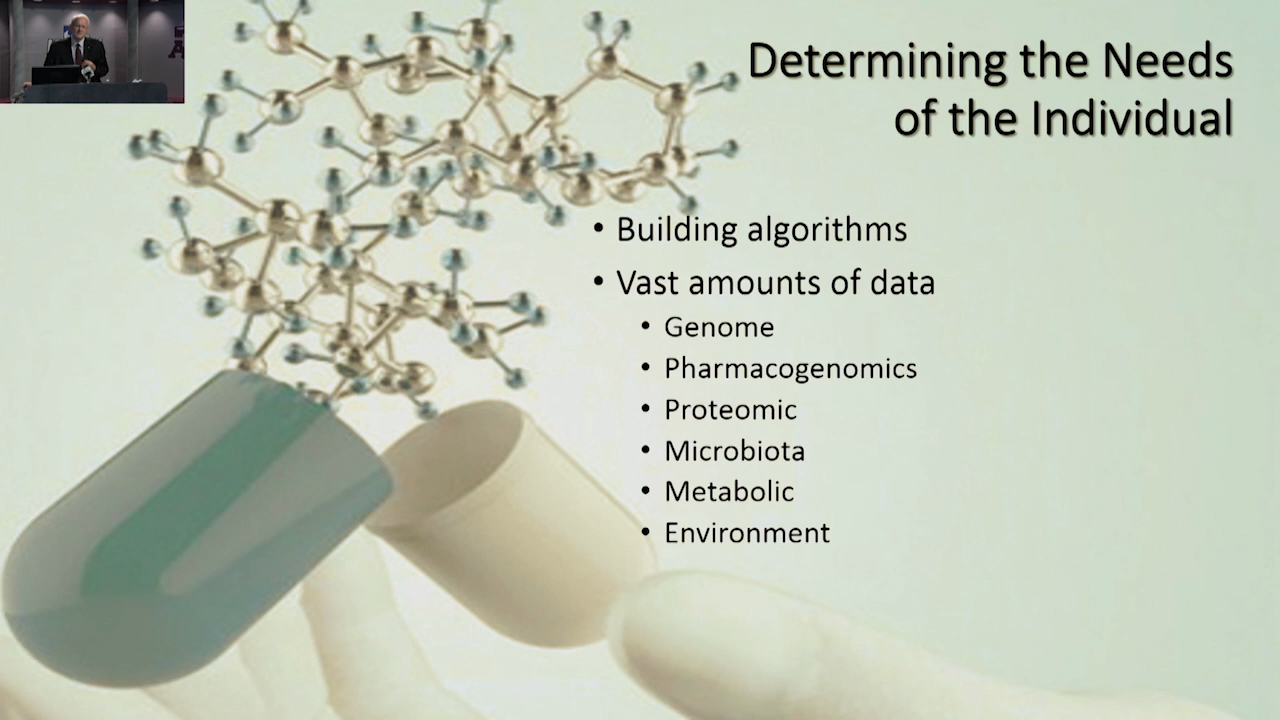 Determining the Needs
of the Individual
• Building algorithms
• Vast amounts of data
• Genome
• Pharmacogenomics
• Proteomic
• Microbiota
• Metabolic
• Environment